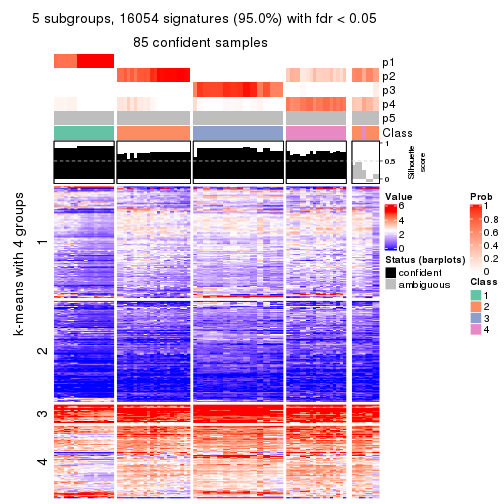 5 subgroups, 16054 signatures (95.0%) with fdr < 0.05
85 confident samples
p1
p2
p3
p4
p5
Class
1
0.5
0
Silhouette
score
k-means with 4 groups
1
2
3
4
Value
6
4
2
0
Status (barplots)
confident
ambiguous
Prob
1
0.8
0.6
0.4
0.2
0
Class
1
2
3
4